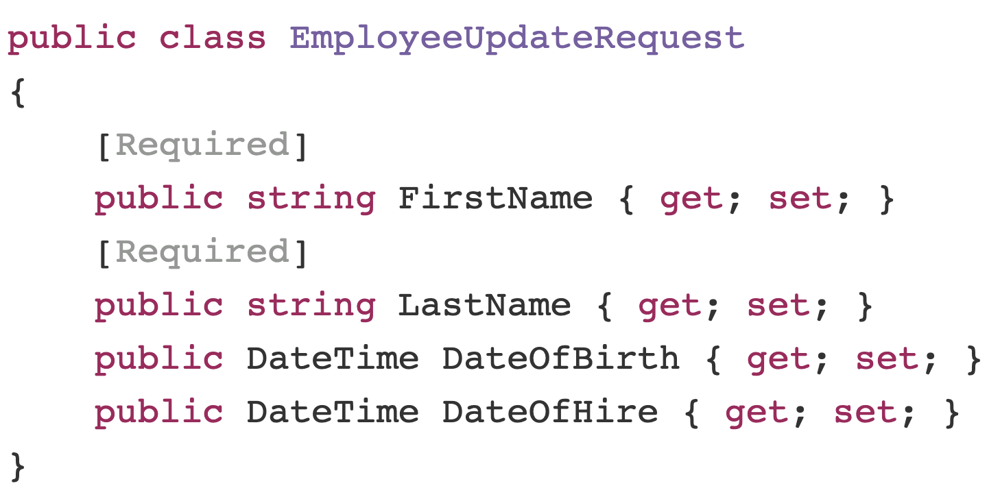 public class EmployeeUpdateRequest
{
    [Required]
    public string FirstName { get; set; }
    [Required]
    public string LastName { get; set; }
    public DateTime DateOfBirth { get; set; }
    public DateTime DateOfHire { get; set; }
}